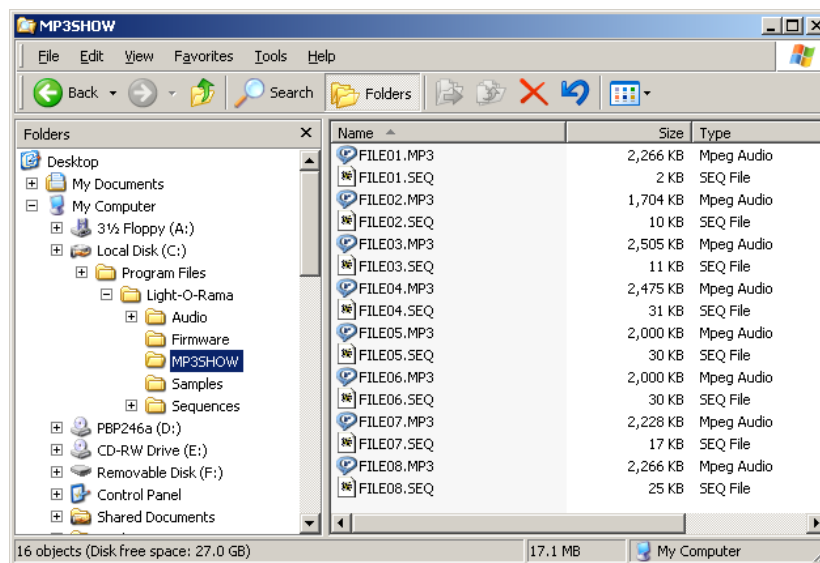 MP3SHOW
File Edit View Favorites Tools Help
Back Search Folders
Folders
Desktop
My Documents
My Computer
3½ Floppy (A:)
Local Disk (C:)
Program Files
Light-O-Rama
Audio
Firmware
MP3SHOW
Samples
Sequences
PBP246a (D:)
CD-RW Drive (E:)
Removable Disk (F:)
Control Panel
Shared Documents
Name Size Type
FILE01.MP3 2,266 KB Mpeg Audio
FILE01.SEQ 2 KB SEQ File
FILE02.MP3 1,704 KB Mpeg Audio
FILE02.SEQ 10 KB SEQ File
FILE03.MP3 2,505 KB Mpeg Audio
FILE03.SEQ 11 KB SEQ File
FILE04.MP3 2,475 KB Mpeg Audio
FILE04.SEQ 31 KB SEQ File
FILE05.MP3 2,000 KB Mpeg Audio
FILE05.SEQ 30 KB SEQ File
FILE06.MP3 2,000 KB Mpeg Audio
FILE06.SEQ 30 KB SEQ File
FILE07.MP3 2,228 KB Mpeg Audio
FILE07.SEQ 17 KB SEQ File
FILE08.MP3 2,266 KB Mpeg Audio
FILE08.SEQ 25 KB SEQ File
16 objects (Disk free space: 27.0 GB) 17.1 MB My Computer